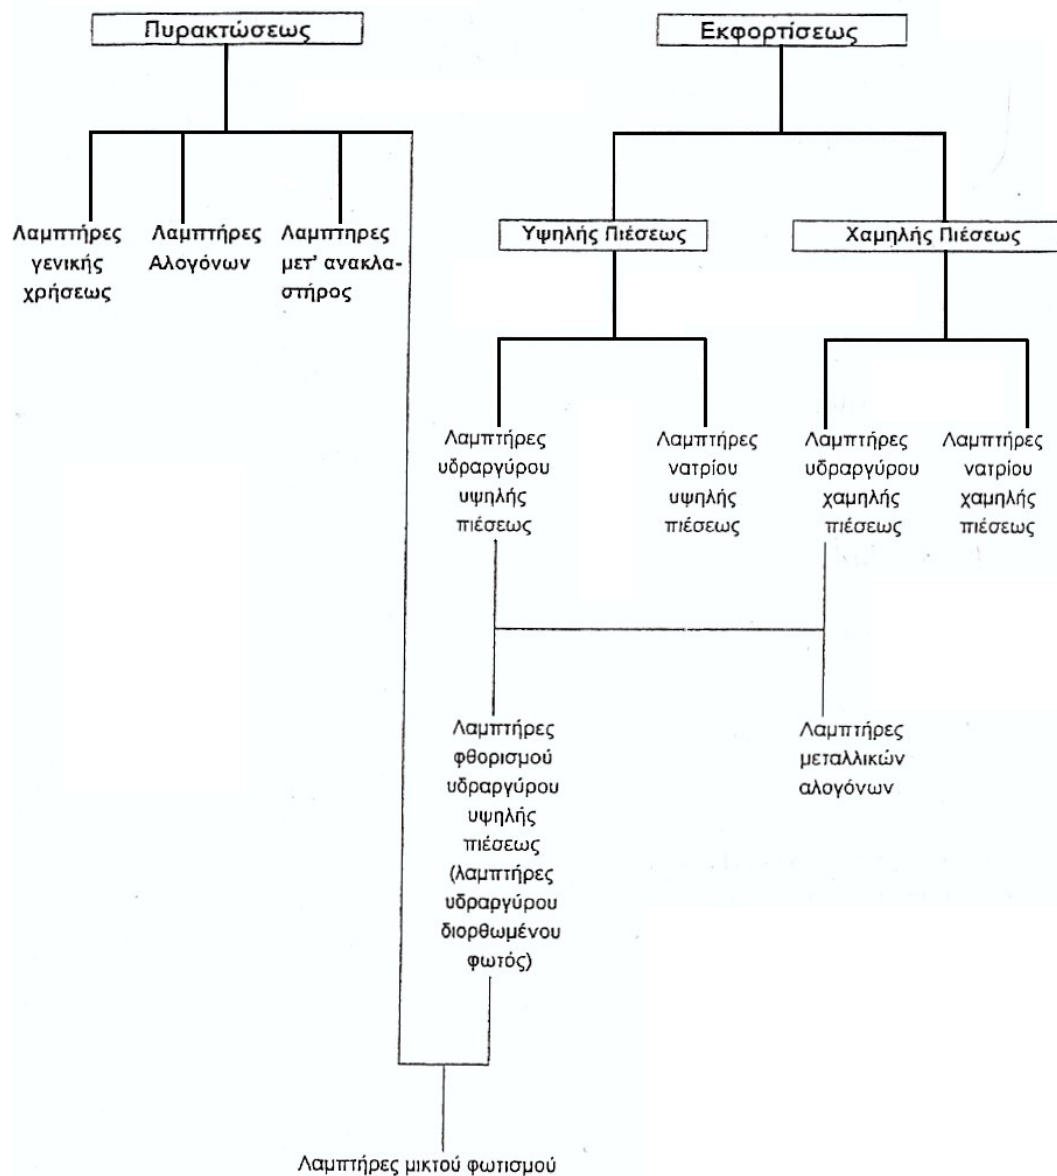 Πυρακτώσεως
Εκφορτίσεως
Λαμπτήρες
γενικής
χρήσεως
Λαμπτήρες
Αλογόνων
Λαμπτηρες
μετ' ανακλα-
στήρος
Υψηλής Πιέσεως
Χαμηλής Πιέσεως
Λαμπτήρες
υδραργύρου
υψηλής
πιέσεως
Λαμπτήρες
νατρίου
υψηλής
πιέσεως
Λαμπτήρες
υδραργύρου
χαμηλής
πιέσεως
Λαμπτήρες
νατρίου
χαμηλής
πιέσεως
Λαμπτήρες
φθορισμού
υδραργύρου
υψηλής
πιέσεως
(λαμπτήρες
υδραργύρου
διορθωμένου
φωτός)
Λαμπτήρες
μεταλλικών
αλογόνων
Λαμπτήρες μικτού φωτισμού